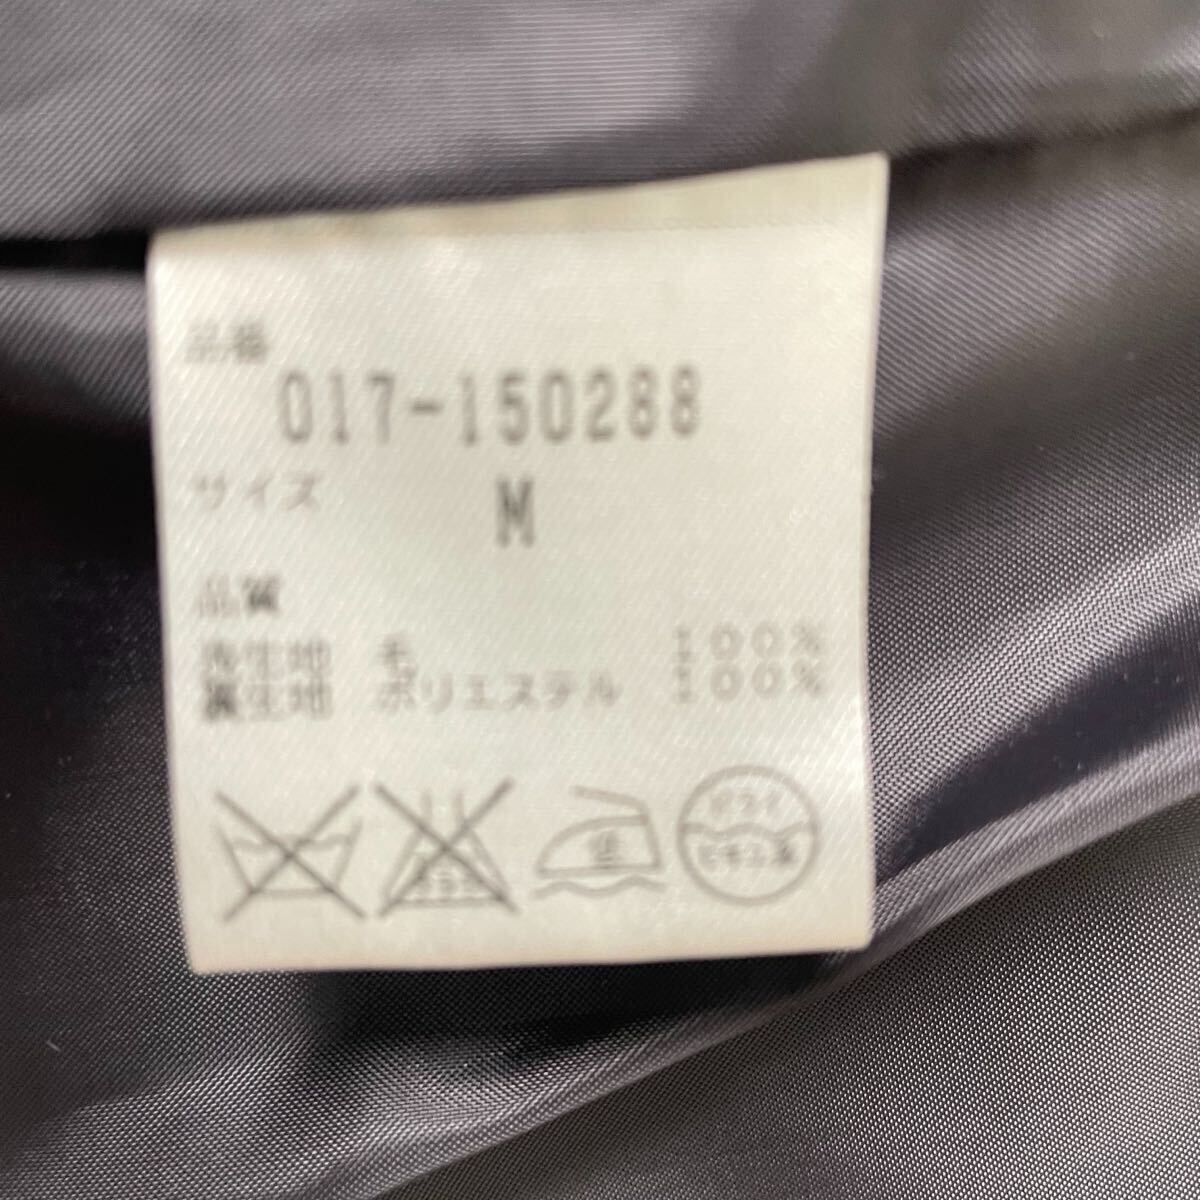 品番
017-150288
サイズ
M
品質
表生地 毛 100%
裏生地 ポリエステル 100%